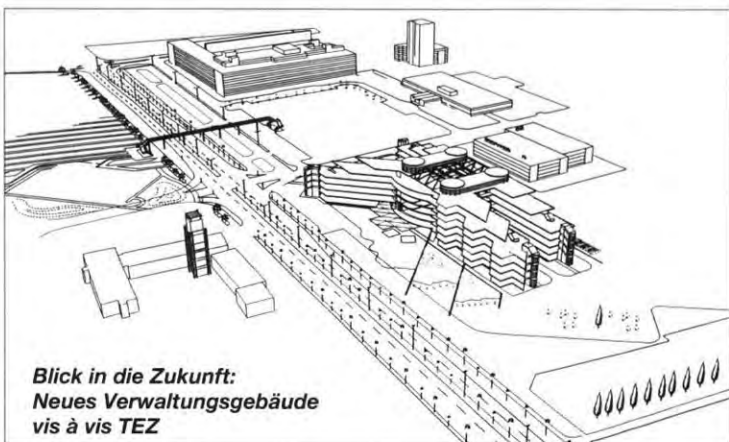 Blick in die Zukunft:
Neues Verwaltungsgebäude
vis à vis TEZ